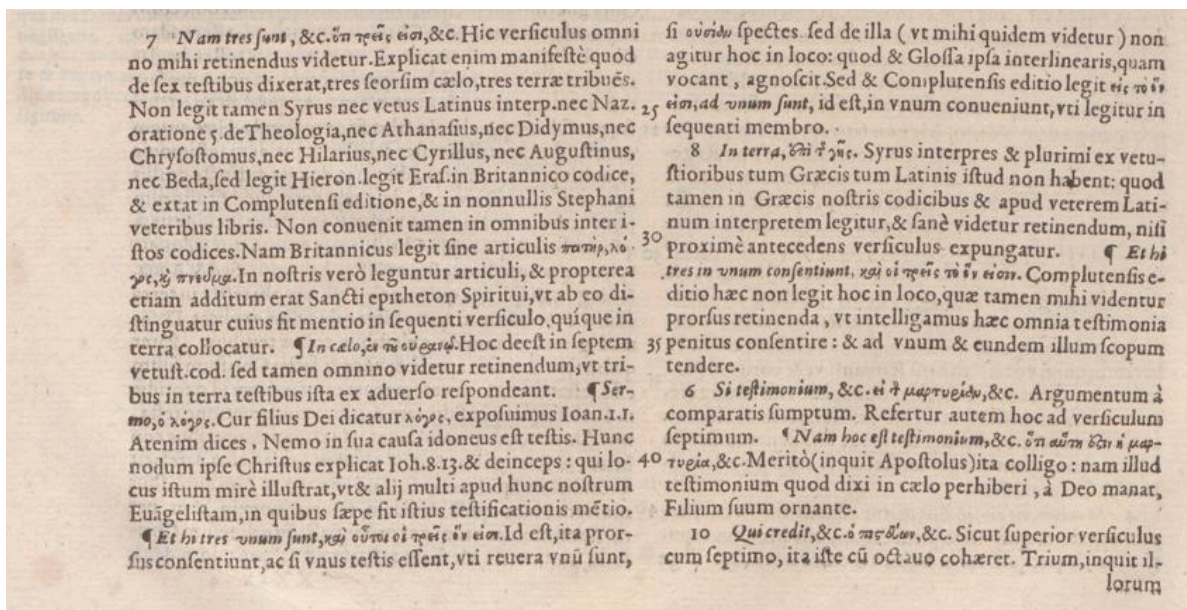 7 Nam tres ſunt, &c. ὅτι τρεῖς εἰσι, &c. Hic verſiculus omni
no mihi retinendus videtur. Explicat enim manifeſtè quod
de ſex teſtibus dixerat, tres ſeorſim cælo, tres terræ tribuẽs.
Non legit tamen Syrus nec vetus Latinus interp. nec Naz.
oratione 5. de Theologia, nec Athanaſius, nec Didymus, nec
Chryſoſtomus, nec Hilarius, nec Cyrillus, nec Auguſtinus,
nec Beda, ſed legit Hieron. legit Eraſ. in Britannico codice,
& extat in Complutenſi editione, & in nonnullis Stephani
veteribus libris. Non conuenit tamen in omnibus inter i-
ſtos codices. Nam Britannicus legit ſine articulis πατὴρ, λό-
γος, καὶ πνεῦμα. In noſtris verò leguntur articuli, & propterea
etiam additum erat Sancti epitheton Spiritui, vt ab eo di-
ſtinguatur cuius fit mentio in ſequenti verſiculo, quíque in
terra collocatur. ¶ In cælo, ἐν τῷ οὐρανῷ. Hoc deeſt in ſeptem
vetuſt. cod. ſed tamen omnino videtur retinendum, vt tri-
bus in terra teſtibus iſta ex aduerſo reſpondeant. ¶ Ser-
mo, ὁ λόγος. Cur filius Dei dicatur λόγος, expoſuimus Ioan. 1.1.
Atenim dices. Nemo in ſua cauſa idoneus eſt teſtis. Hunc
nodum ipſe Chriſtus explicat Ioh. 8.13. & deinceps: qui lo-
cus iſtum mirè illuſtrat, vt & alij multi apud hunc noſtrum
Euãgeliſtam, in quibus ſæpe fit iſtius teſtificationis mẽtio.
¶ Et hi tres vnum ſunt, καὶ οὗτοι οἱ τρεῖς ἕν εἰσι. Id eſt, ita pror-
ſus conſentiunt, ac ſi vnus teſtis eſſent, vti reuera vnũ ſunt,
ſi οὐσίαν ſpectes. ſed de illa (vt mihi quidem videtur) non
agitur hoc in loco: quod & Gloſſa ipſa interlinearis, quam
vocant, agnoſcit. Sed & Complutenſis editio legit εἰς τὸ ἕν
25 εἰσι, ad vnum ſunt, id eſt, in vnum conueniunt, vti legitur in
ſequenti membro.
8 In terra, ἐπὶ τῆς γῆς. Syrus interpres & plurimi ex vetu-
ſtioribus tum Græcis tum Latinis iſtud non habent: quod
tamen in Græcis noſtris codicibus & apud veterem Lati-
num interpretem legitur, & ſanè videtur retinendum, niſi
30 proximè antecedens verſiculus expungatur. ¶ Et hi
tres in vnum conſentiunt, καὶ οἱ τρεῖς τὸ ἕν εἰσιν. Complutenſis e-
ditio hæc non legit hoc in loco, quæ tamen mihi videntur
prorſus retinenda, vt intelligamus hæc omnia teſtimonia
35 penitus conſentire: & ad vnum & eundem illum ſcopum
tendere.
6 Si teſtimonium, &c. εἰ τὴν μαρτυρίαν, &c. Argumentum à
comparatis ſumptum. Refertur autem hoc ad verſiculum
ſeptimum. ¶ Nam hoc eſt teſtimonium, &c. ὅτι αὕτη ἐστὶ ἡ μαρ-
40 τυρία, &c. Meritò (inquit Apoſtolus) ita colligo: nam illud
teſtimonium quod dixi in cælo perhiberi, à Deo manat,
Filium ſuum ornante.
10 Qui credit, &c. ὁ πιστεύων, &c. Sicut ſuperior verſiculus
cum ſeptimo, ita iſte cũ octauo cohæret. Trium, inquit il-
lorum